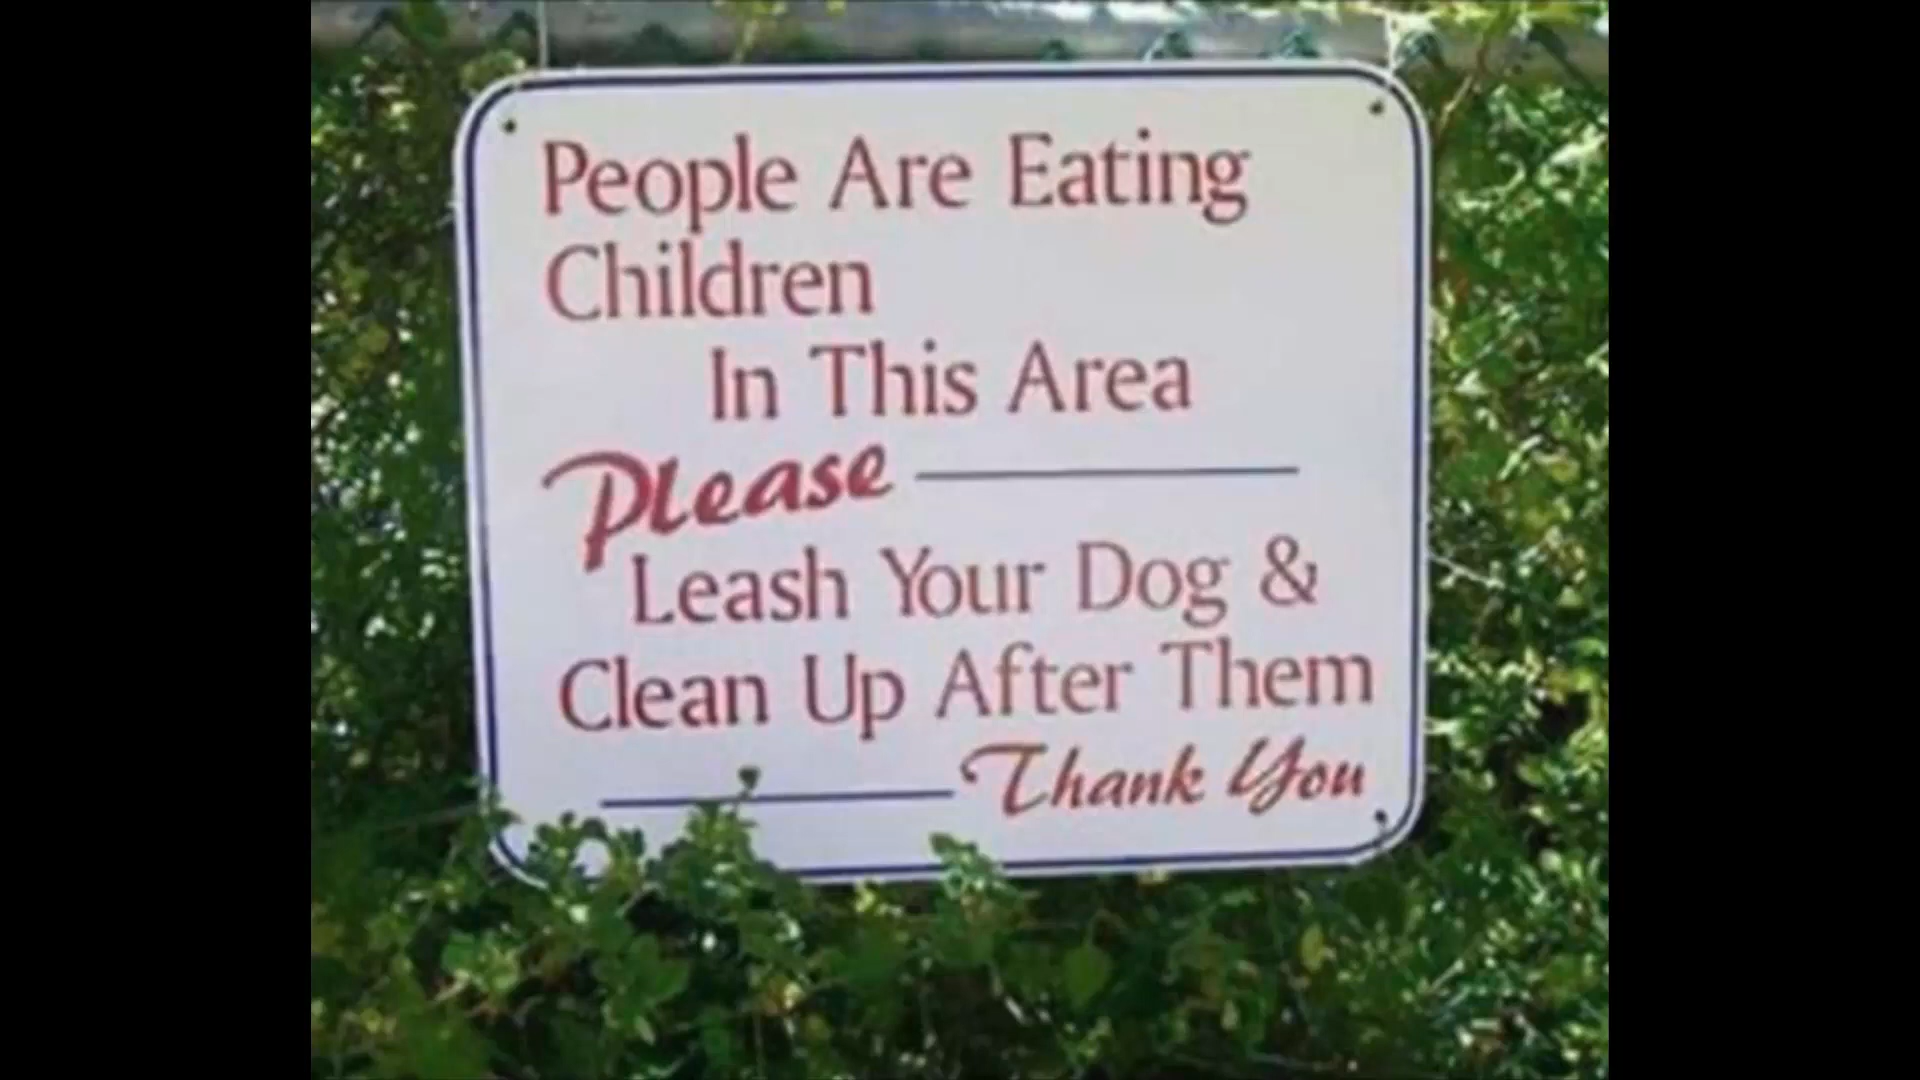 People Are Eating
Children
In This Area
Please
Leash Your Dog &
Clean Up After Them
Thank You